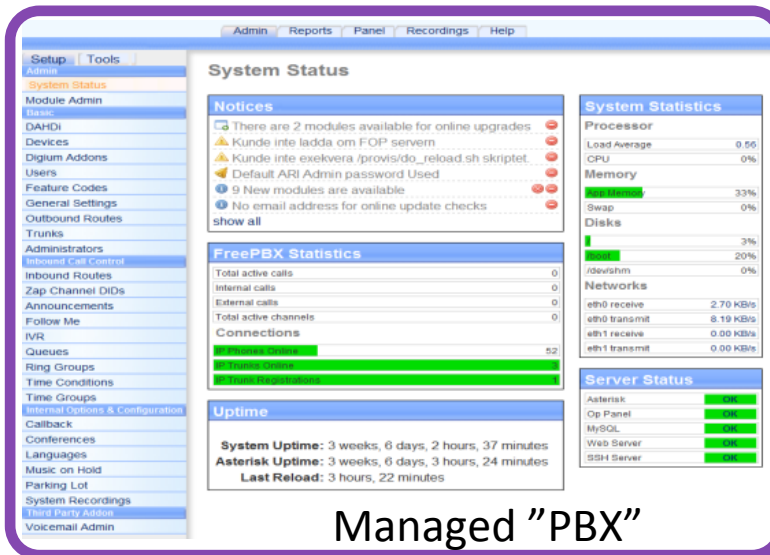 Admin Reports Panel Recordings Help
Setup Tools
Admin
System Status
Module Admin
Basic
DAHDi
Devices
Digium Addons
Users
Feature Codes
General Settings
Outbound Routes
Trunks
Administrators
Inbound Call Control
Inbound Routes
Zap Channel DIDs
Announcements
Follow Me
IVR
Queues
Ring Groups
Time Conditions
Time Groups
Internal Options & Configuration
Callback
Conferences
Languages
Music on Hold
Parking Lot
System Recordings
Third Party Addon
Voicemail Admin
System Status
Notices
There are 2 modules available for online upgrades
Kunde inte ladda om FOP servern
Kunde inte exekvera /provis/do_reload.sh skriptet.
Default ARI Admin password Used
9 New modules are available
No email address for online update checks
show all
FreePBX Statistics
Total active calls 0
Internal calls 0
External calls 0
Total active channels 0
Connections
IP Phones Online 52
IP Trunks Online 3
IP Trunk Registrations 1
Uptime
System Uptime: 3 weeks, 6 days, 2 hours, 37 minutes
Asterisk Uptime: 3 weeks, 6 days, 3 hours, 24 minutes
Last Reload: 3 hours, 22 minutes
System Statistics
Processor
Load Average 0.56
CPU 0%
Memory
App Memory 33%
Swap 0%
Disks
/ 3%
/boot 20%
/dev/shm 0%
Networks
eth0 receive 2.70 KB/s
eth0 transmit 8.19 KB/s
eth1 receive 0.00 KB/s
eth1 transmit 0.00 KB/s
Server Status
Asterisk OK
Op Panel OK
MySQL OK
Web Server OK
SSH Server OK
Managed ”PBX”